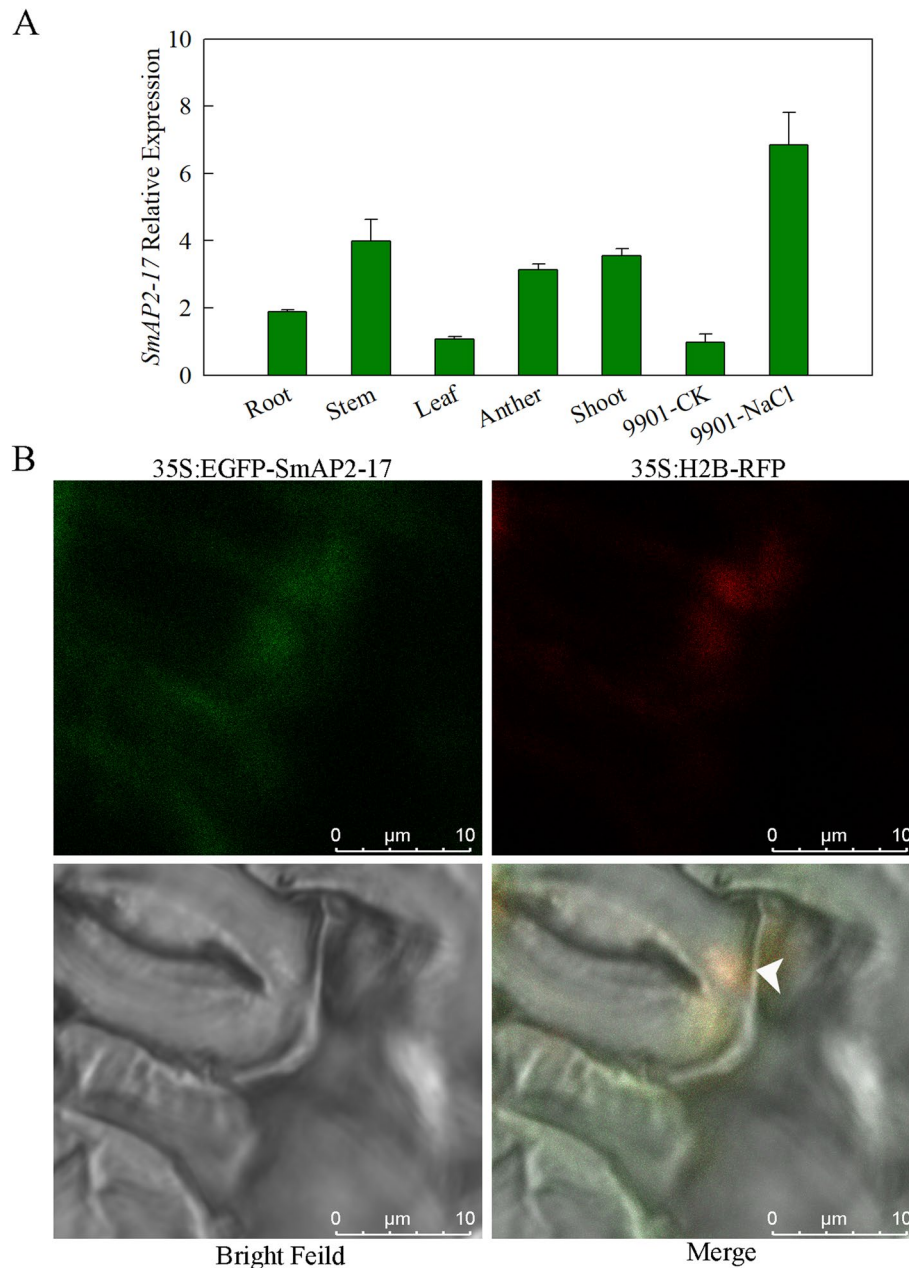 A
SmAP2-17 Relative Expression
10
8
6
4
2
0
Root Stem Leaf Anther Shoot 9901-CK 9901-NaCl
B
35S:EGFP-SmAP2-17 35S:H2B-RFP
0 μm 10 0 μm 10
0 μm 10 0 μm 10
Bright Feild Merge